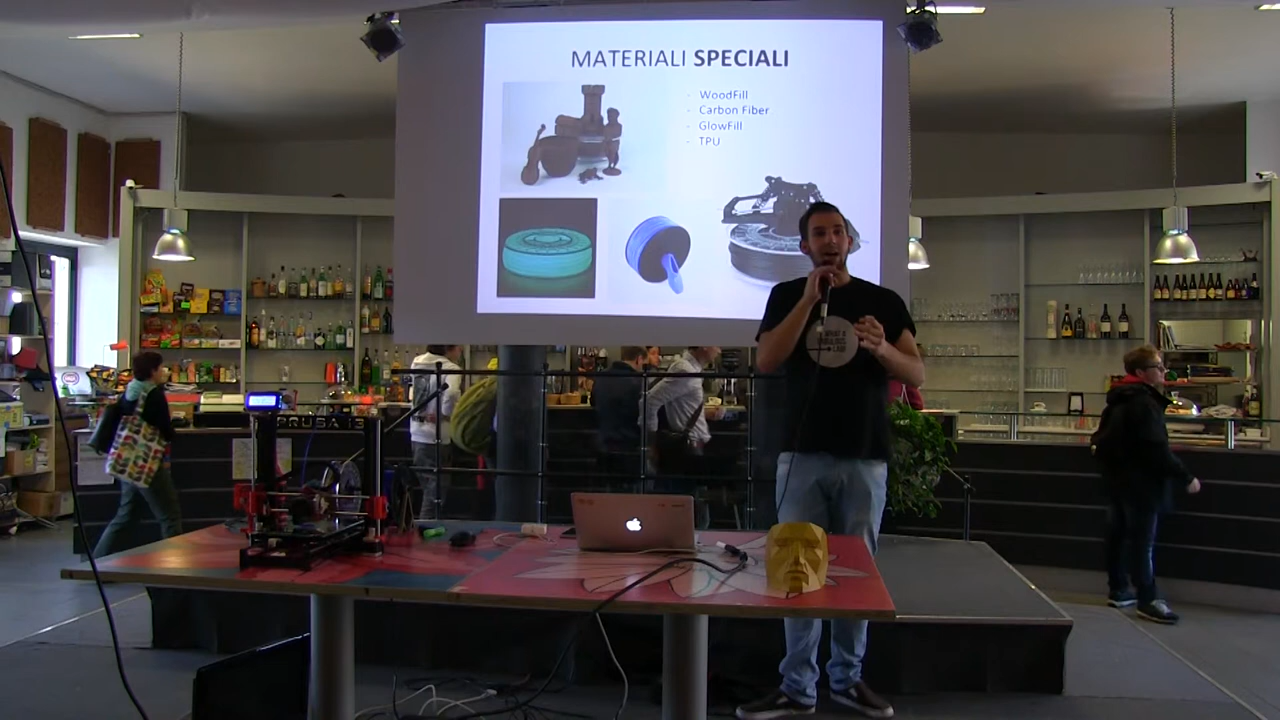 MATERIALI SPECIALI
- WoodFill
- Carbon Fiber
- GlowFill
- TPU
PRUSA i3